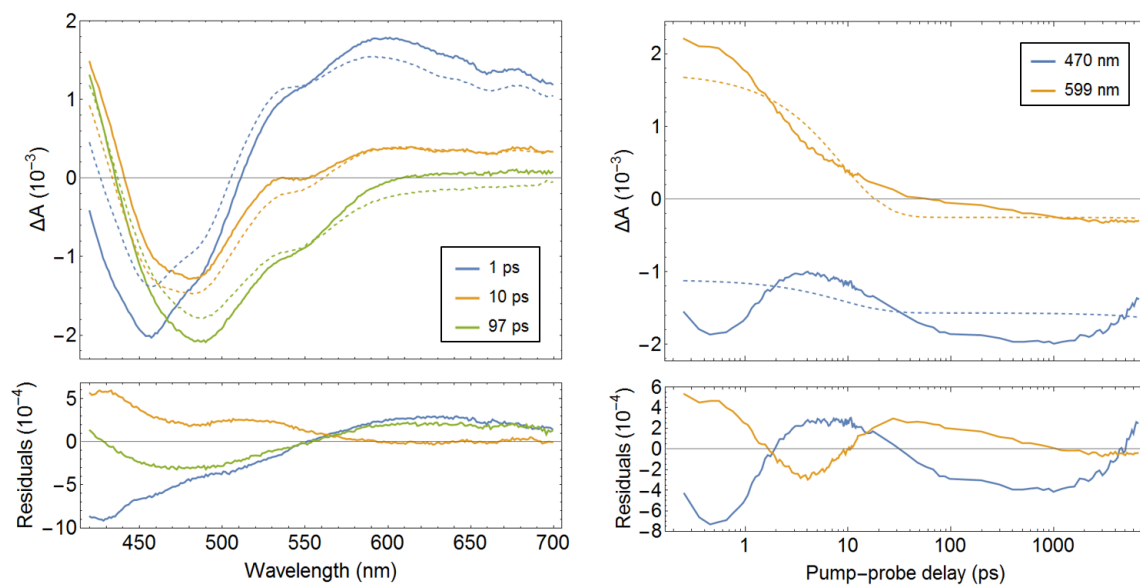 2
1
0
−1
−2
ΔA (10⁻³)
1 ps
10 ps
97 ps
5
0
−5
−10
Residuals (10⁻⁴)
450 500 550 600 650 700
Wavelength (nm)
2
1
0
−1
−2
ΔA (10⁻³)
470 nm
599 nm
6
4
2
0
−2
−4
−6
−8
Residuals (10⁻⁴)
1 10 100 1000
Pump−probe delay (ps)